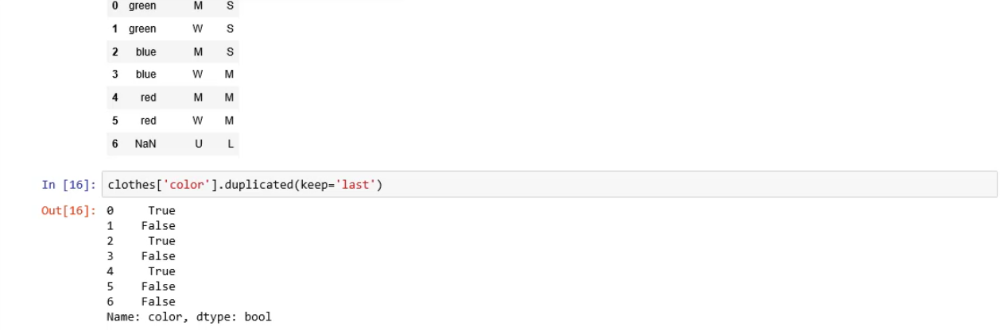 0 green M S
1 green W S
2 blue M S
3 blue W M
4 red M M
5 red W M
6 NaN U L
In [16]: clothes['color'].duplicated(keep='last')
Out[16]: 0 True
1 False
2 True
3 False
4 True
5 False
6 False
Name: color, dtype: bool